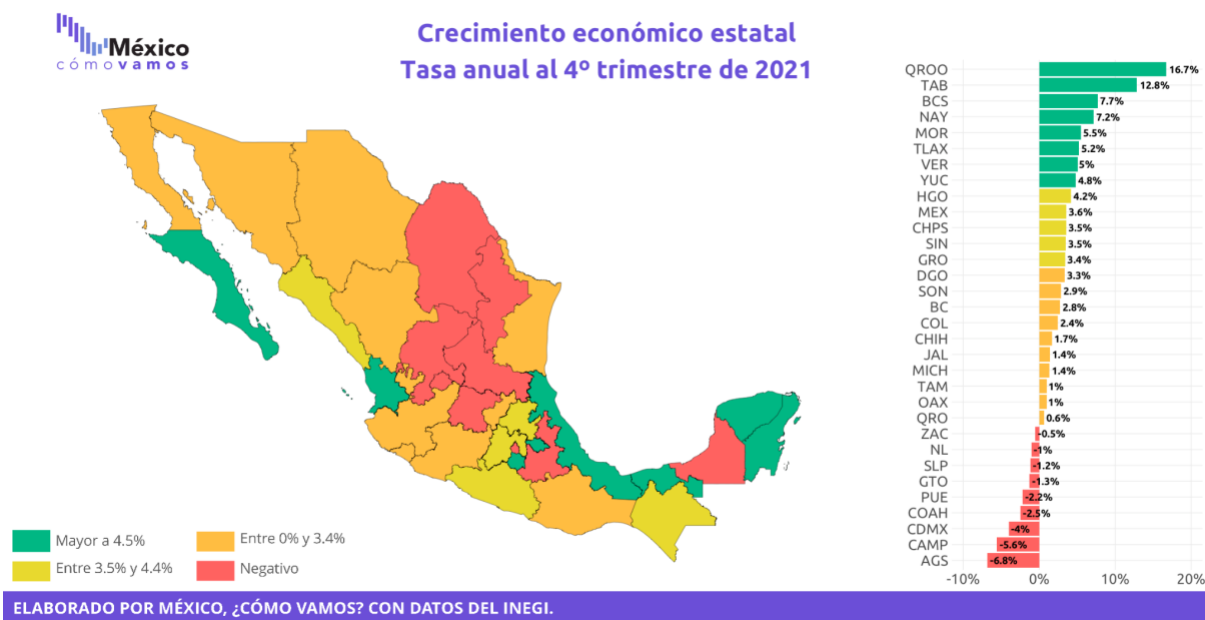 México
cómovamos
Crecimiento económico estatal
Tasa anual al 4º trimestre de 2021
QROO 16.7%
TAB 12.8%
BCS 7.7%
NAY 7.2%
MOR 5.5%
TLAX 5.2%
VER 5%
YUC 4.8%
HGO 4.2%
MEX 3.6%
CHPS 3.5%
SIN 3.5%
GRO 3.4%
DGO 3.3%
SON 2.9%
BC 2.8%
COL 2.4%
CHIH 1.7%
JAL 1.4%
MICH 1.4%
TAM 1%
OAX 1%
QRO 0.6%
ZAC -0.5%
NL -1%
SLP -1.2%
GTO -1.3%
PUE -2.2%
COAH -2.5%
CDMX -4%
CAMP -5.6%
AGS -6.8%
-10% 0% 10% 20%
Mayor a 4.5%
Entre 0% y 3.4%
Entre 3.5% y 4.4%
Negativo
ELABORADO POR MÉXICO, ¿CÓMO VAMOS? CON DATOS DEL INEGI.